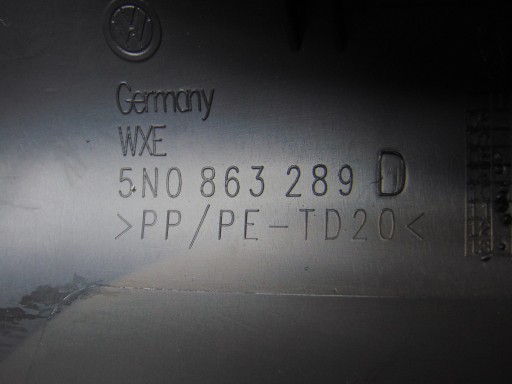 Germany
WXE
5N0 863 289 D
>PP/PE-TD20<